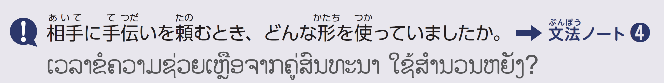 ! 相手に手伝いを頼むとき、どんな形を使っていましたか。 ➡ 文法ノート❹
ເວລາຂໍຄວາມຊ່ວຍເຫຼືອຈາກຄູ່ສົນທະນາ ໃຊ້ສຳນວນຫຍັງ?